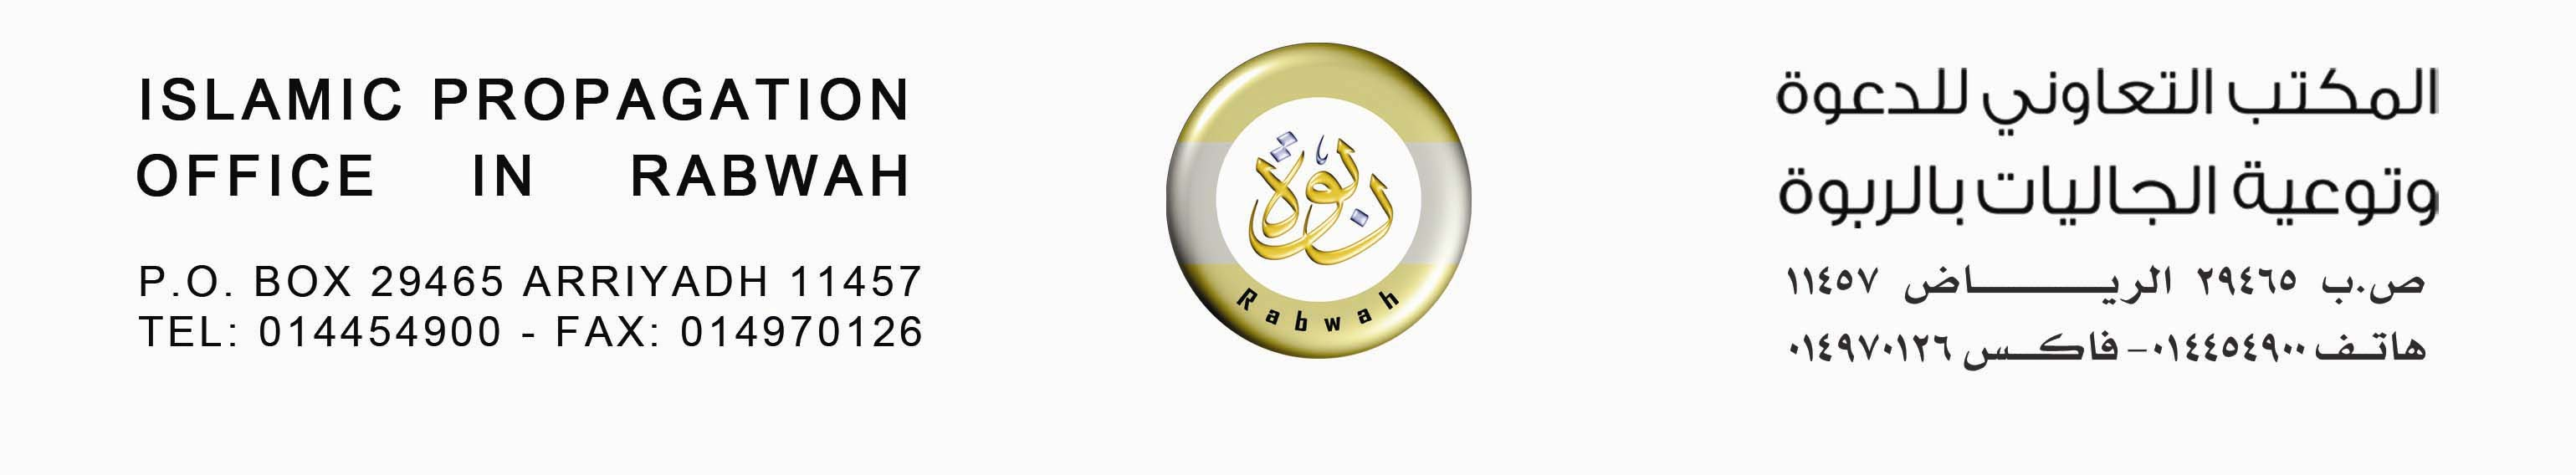 ISLAMIC PROPAGATION
OFFICE IN RABWAH
P.O. BOX 29465 ARRIYADH 11457
TEL: 014454900 - FAX: 014970126
ربوة
Rabwah
المكتب التعاوني للدعوة
وتوعية الجاليات بالربوة
ص.ب ٢٩٤٦٥ الريـــــــاض ١١٤٥٧
هاتـف ٠١٤٤٥٤٩٠٠ – فاكـس ٠١٤٩٧٠١٢٦